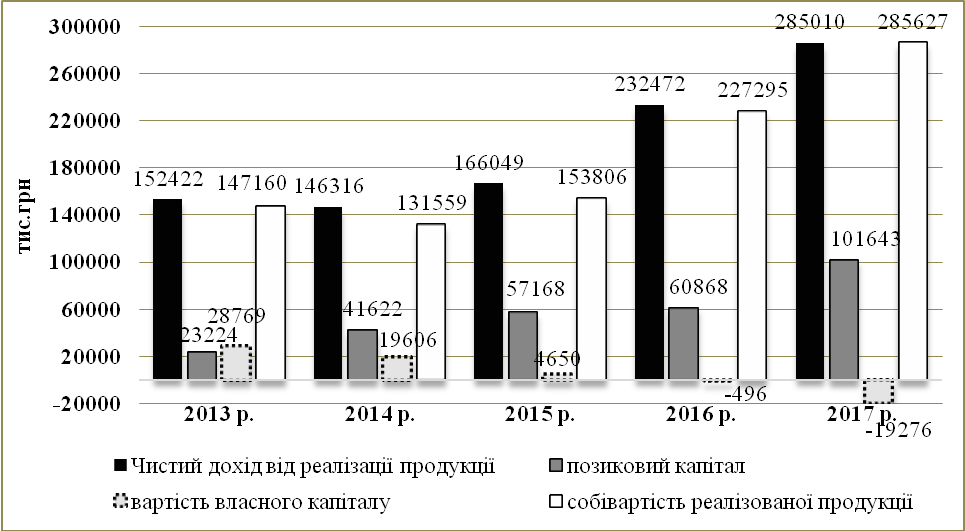 300000
260000
220000
180000
140000
100000
60000
20000
-20000
тис.грн
152422
23224
28769
147160
146316
41622
19606
131559
166049
57168
4650
153806
232472
60868
-496
227295
285010
101643
-19276
285627
2013 р.
2014 р.
2015 р.
2016 р.
2017 р.
Чистий дохід від реалізації продукції
позиковий капітал
вартість власного капіталу
собівартість реалізованої продукції